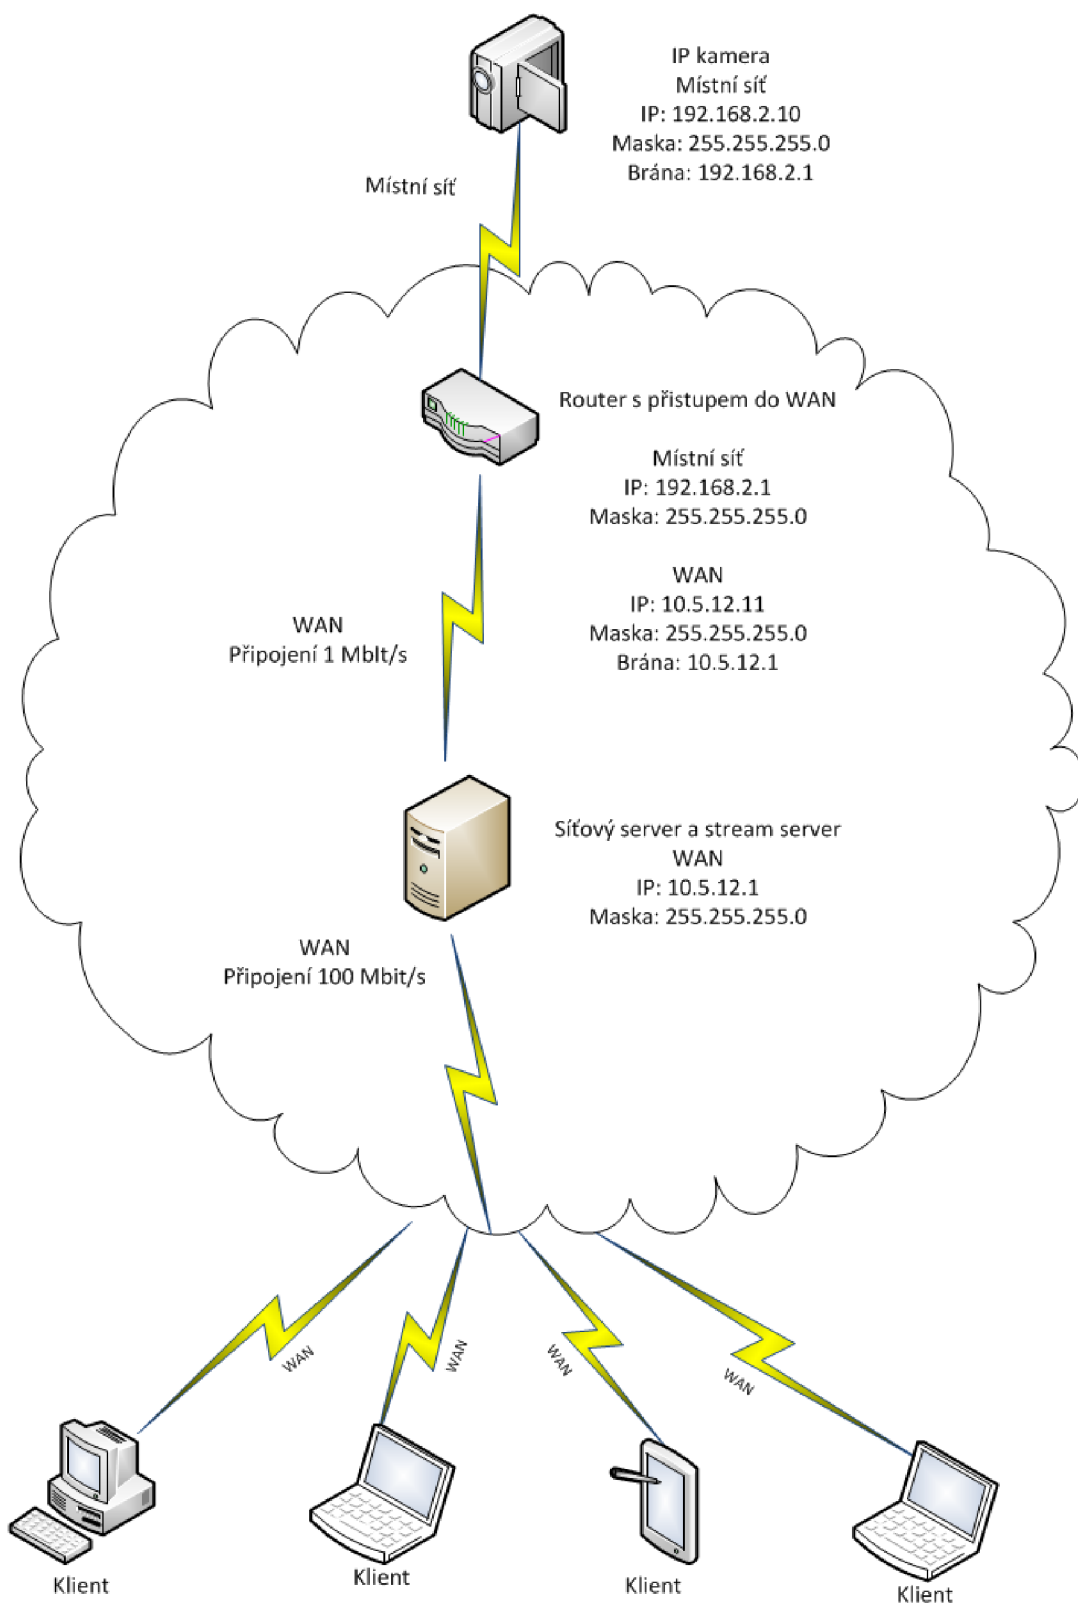 IP kamera
Místní síť
IP: 192.168.2.10
Maska: 255.255.255.0
Brána: 192.168.2.1
Místní síť
Router s přistupem do WAN
Místní síť
IP: 192.168.2.1
Maska: 255.255.255.0
WAN
IP: 10.5.12.11
Maska: 255.255.255.0
Brána: 10.5.12.1
WAN
Připojení 1 MbIt/s
Síťový server a stream server
WAN
IP: 10.5.12.1
Maska: 255.255.255.0
WAN
Připojení 100 Mbit/s
WAN
WAN
WAN
WAN
Klient
Klient
Klient
Klient